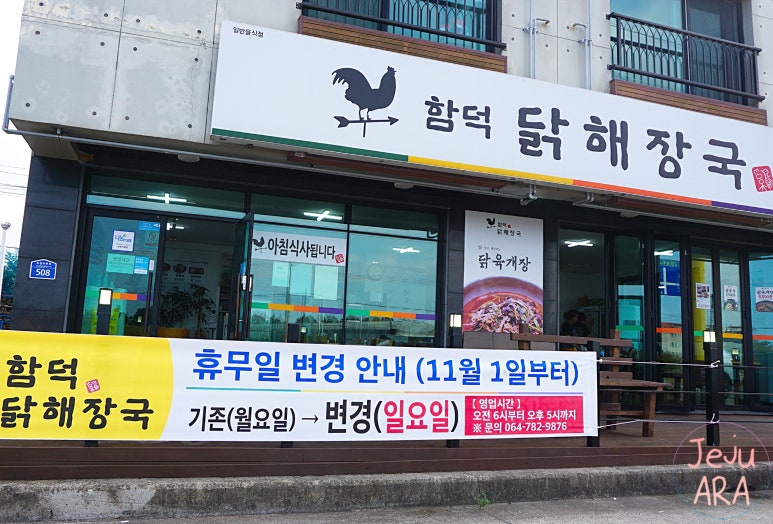 일반음식점
함덕 닭해장국
아침식사됩니다
함덕 닭해장국
닭육개장
508
함덕
닭해장국
휴무일 변경 안내 (11월 1일부터)
기존(월요일) → 변경(일요일)
[ 영업시간 ]
오전 6시부터 오후 5시까지
※ 문의 064-782-9876
JeJu
ARA